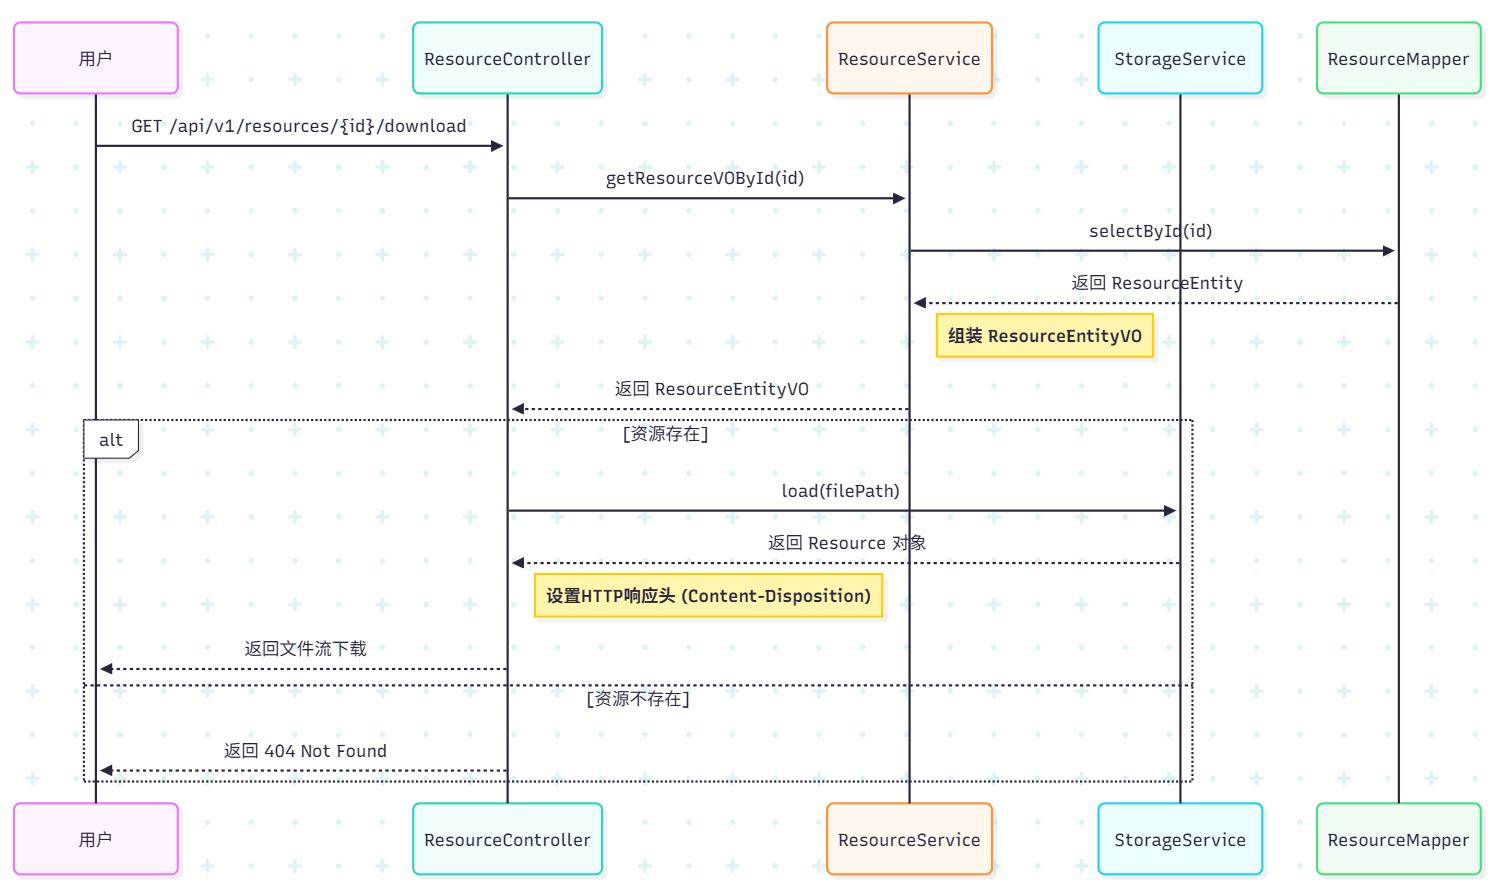 用户
ResourceController
ResourceService
StorageService
ResourceMapper
GET /api/v1/resources/{id}/download
getResourceVOById(id)
selectById(id)
返回 ResourceEntity
组装 ResourceEntityVO
返回 ResourceEntityVO
alt
[资源存在]
load(filePath)
返回 Resource 对象
设置HTTP响应头 (Content-Disposition)
返回文件流下载
[资源不存在]
返回 404 Not Found
用户
ResourceController
ResourceService
StorageService
ResourceMapper